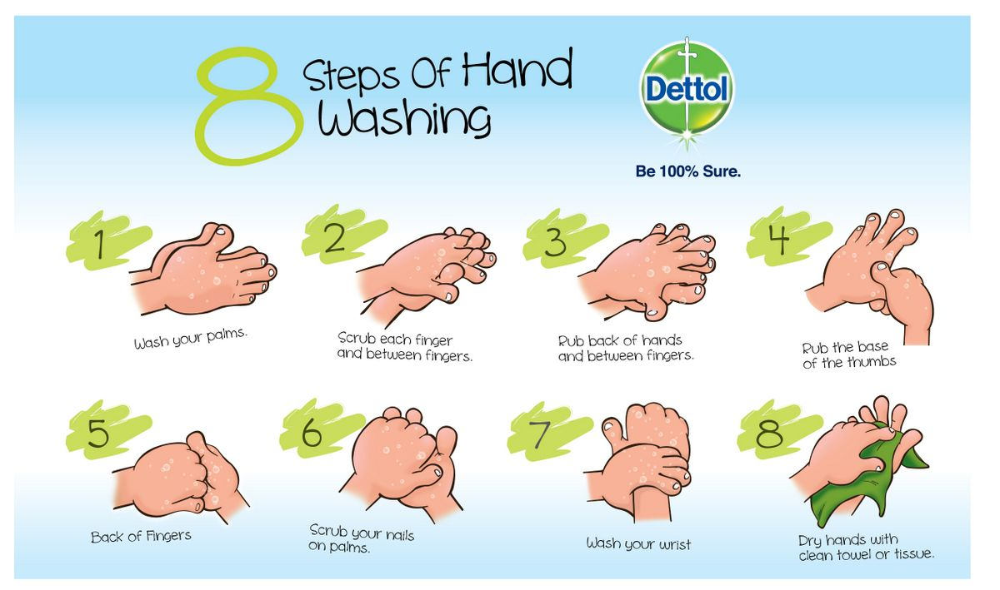 8 Steps Of Hand
Washing
Dettol
Be 100% Sure.
1
Wash your palms.
2
Scrub each finger
and between fingers.
3
Rub back of hands
and between fingers.
4
Rub the base
of the thumbs
5
Back of Fingers
6
Scrub your nails
on palms.
7
Wash your wrist
8
Dry hands with
clean towel or tissue.